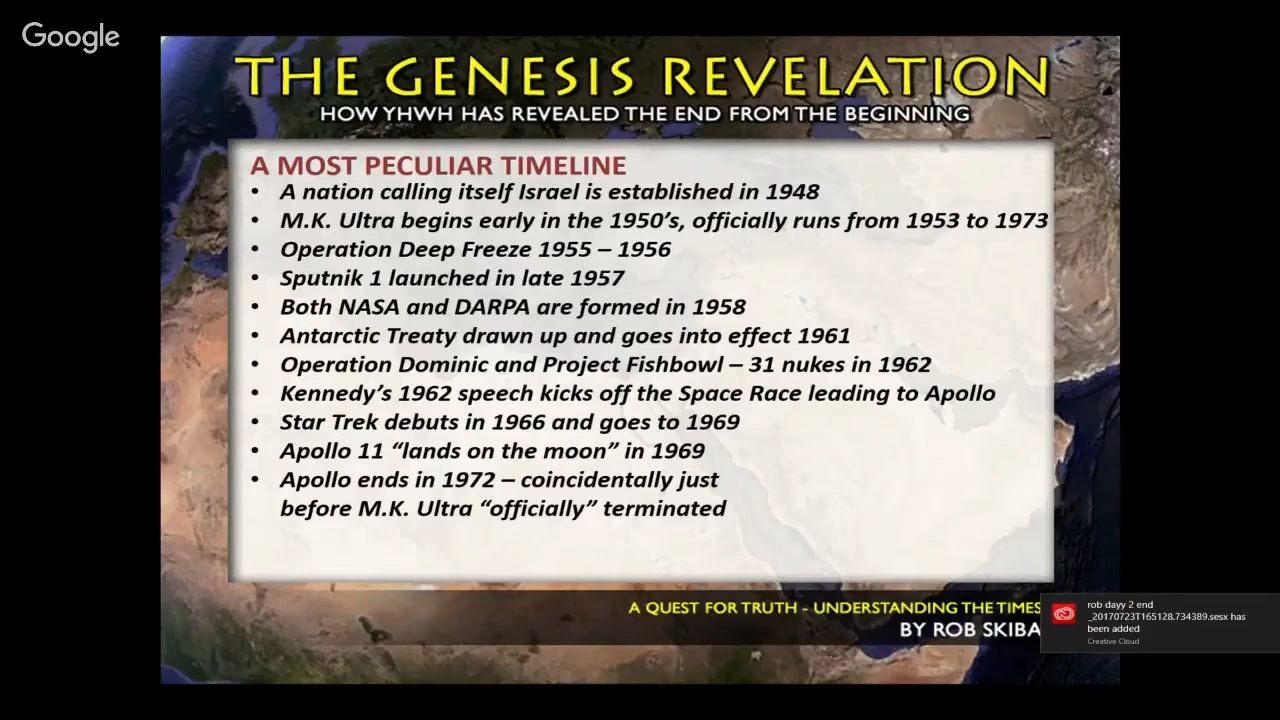 Google
THE GENESIS REVELATION
HOW YHWH HAS REVEALED THE END FROM THE BEGINNING
A MOST PECULIAR TIMELINE
• A nation calling itself Israel is established in 1948
• M.K. Ultra begins early in the 1950's, officially runs from 1953 to 1973
• Operation Deep Freeze 1955 – 1956
• Sputnik 1 launched in late 1957
• Both NASA and DARPA are formed in 1958
• Antarctic Treaty drawn up and goes into effect 1961
• Operation Dominic and Project Fishbowl – 31 nukes in 1962
• Kennedy's 1962 speech kicks off the Space Race leading to Apollo
• Star Trek debuts in 1966 and goes to 1969
• Apollo 11 “lands on the moon” in 1969
• Apollo ends in 1972 – coincidentally just
before M.K. Ultra “officially” terminated
A QUEST FOR TRUTH - UNDERSTANDING THE TIMES
BY ROB SKIBA
rob dayy 2 end
_20170723T165128.734389.sesx has
been added
Creative Cloud